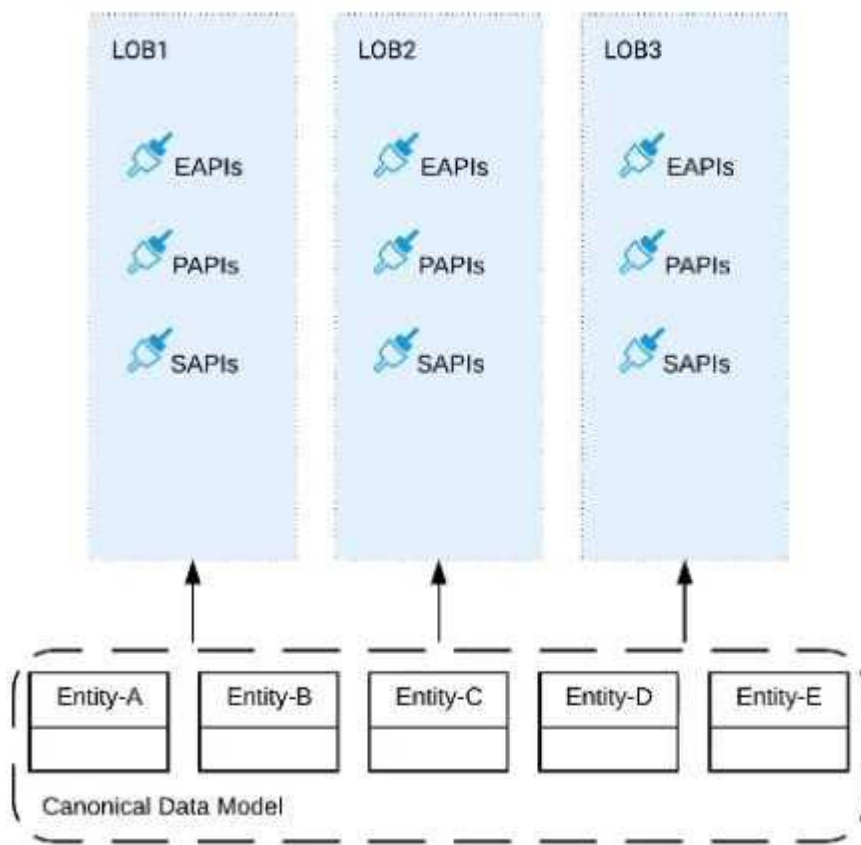 LOB1
EAPIs
PAPIs
SAPIs
LOB2
EAPIs
PAPIs
SAPIs
LOB3
EAPIs
PAPIs
SAPIs
Entity-A
Entity-B
Entity-C
Entity-D
Entity-E
Canonical Data Model